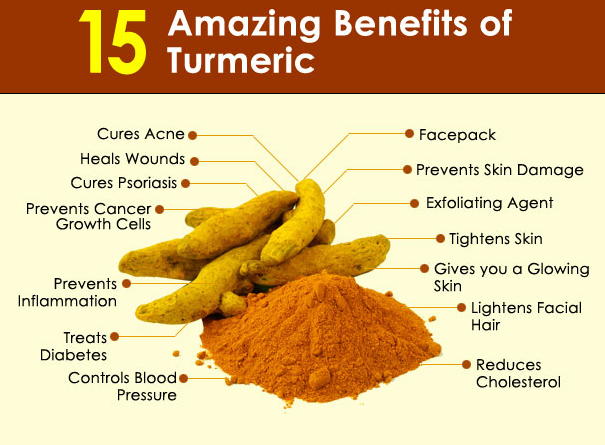 15 Amazing Benefits of
Turmeric
Cures Acne
Heals Wounds
Cures Psoriasis
Prevents Cancer
Growth Cells
Prevents
Inflammation
Treats
Diabetes
Controls Blood
Pressure
Facepack
Prevents Skin Damage
Exfoliating Agent
Tightens Skin
Gives you a Glowing
Skin
Lightens Facial
Hair
Reduces
Cholesterol